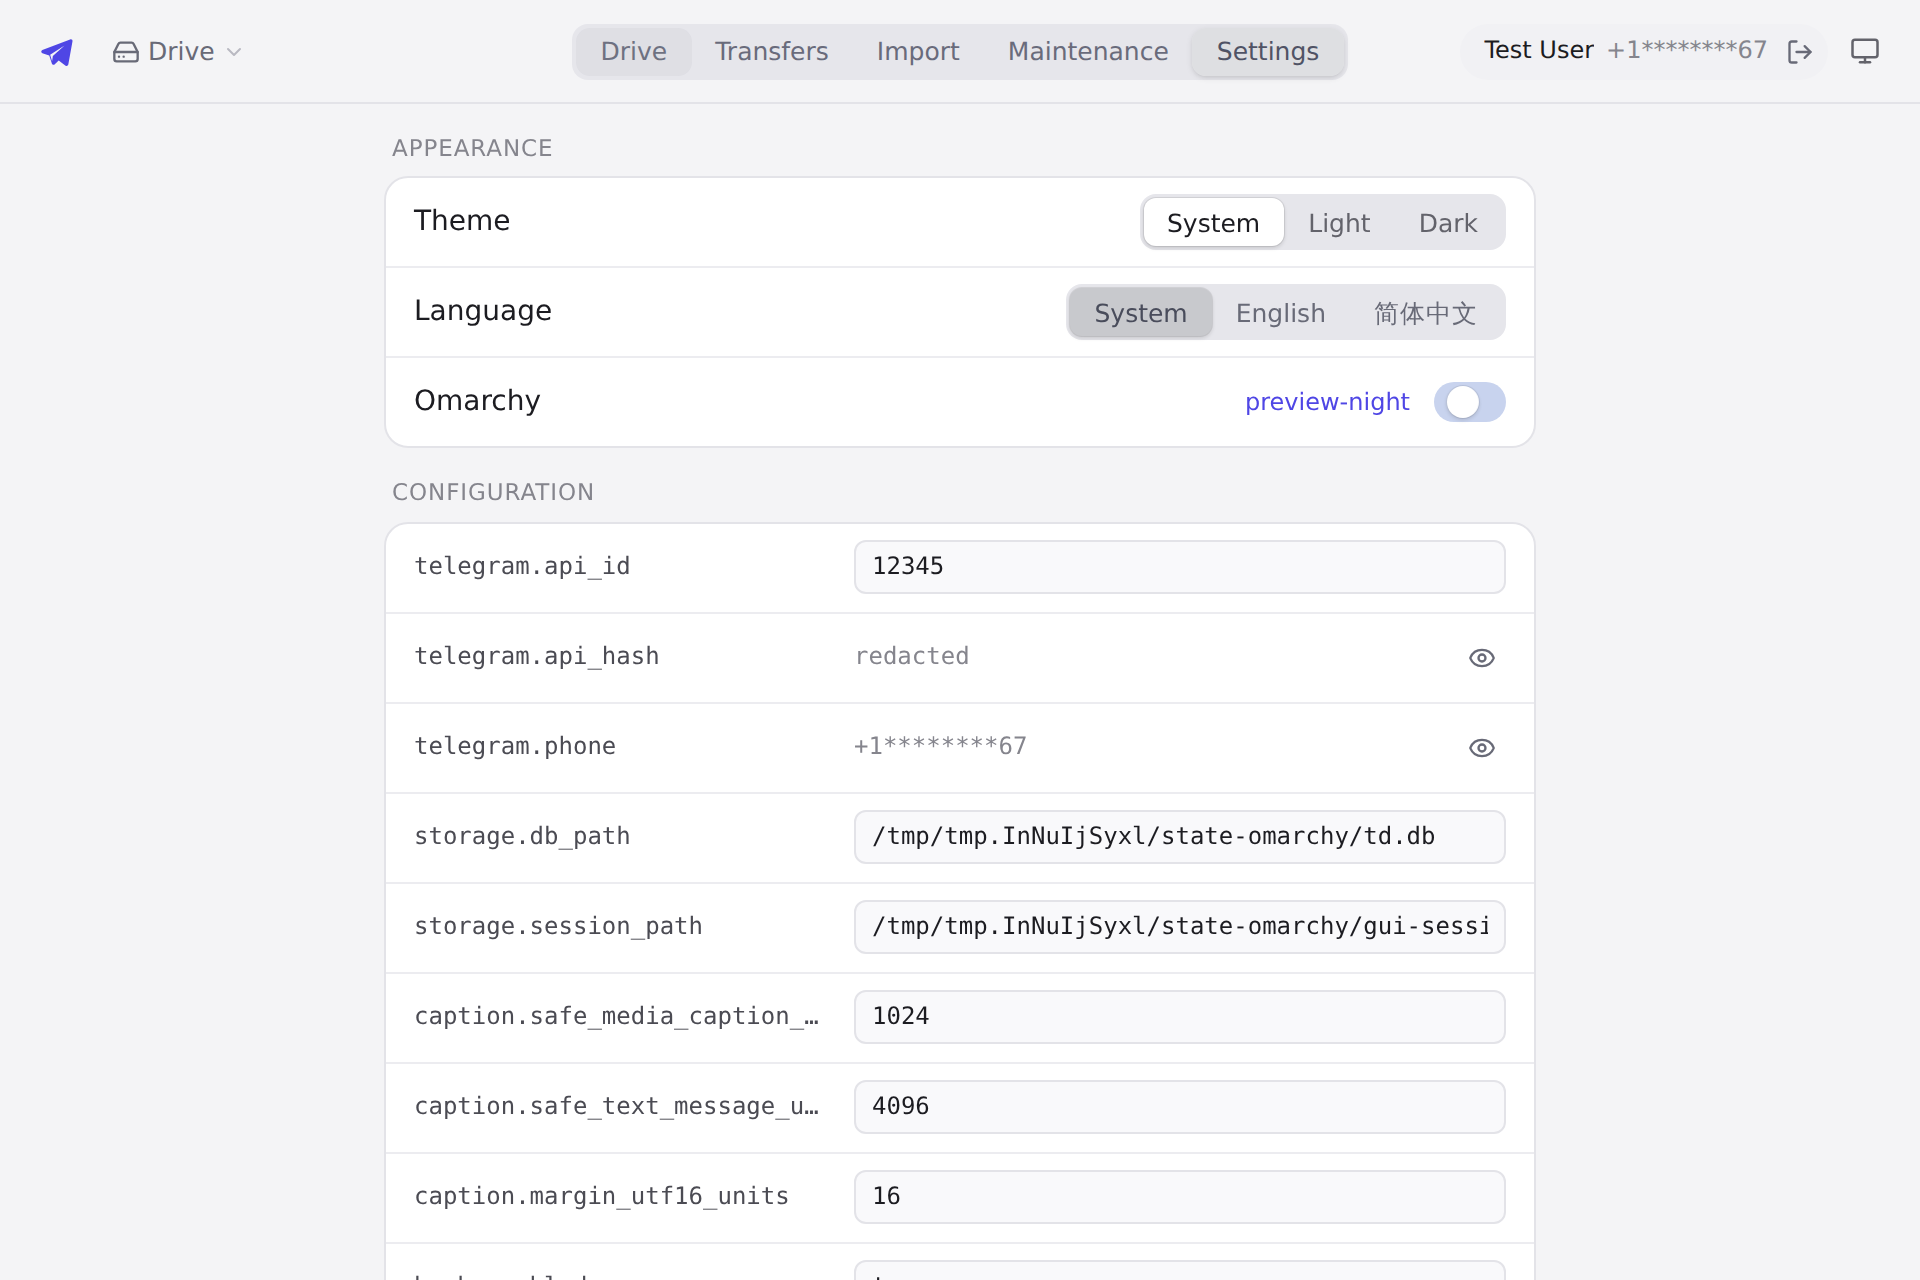 Drive
Drive Transfers Import Maintenance Settings
Test User +1********67
APPEARANCE
Theme System Light Dark
Language System English 简体中文
Omarchy preview-night
CONFIGURATION
telegram.api_id 12345
telegram.api_hash redacted
telegram.phone +1********67
storage.db_path /tmp/tmp.InNuIjSyxl/state-omarchy/td.db
storage.session_path /tmp/tmp.InNuIjSyxl/state-omarchy/gui-sessi
caption.safe_media_caption_…
1024
caption.safe_text_message_u…
4096
caption.margin_utf16_units 16